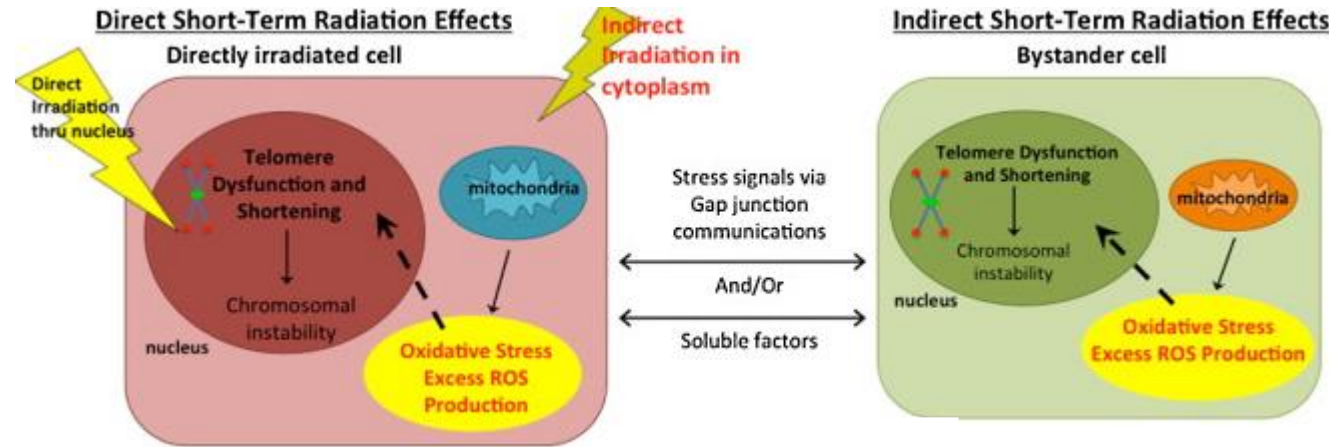 Direct Short-Term Radiation Effects
Directly irradiated cell
Direct
Irradiation
thru nucleus
Indirect
Irradiation in
cytoplasm
Telomere
Dysfunction and
Shortening
Chromosomal
instability
nucleus
mitochondria
Oxidative Stress
Excess ROS
Production
Stress signals via
Gap junction
communications
And/Or
Soluble factors
Indirect Short-Term Radiation Effects
Bystander cell
Telomere Dysfunction
and Shortening
Chromosomal
instability
nucleus
mitochondria
Oxidative Stress
Excess ROS Production